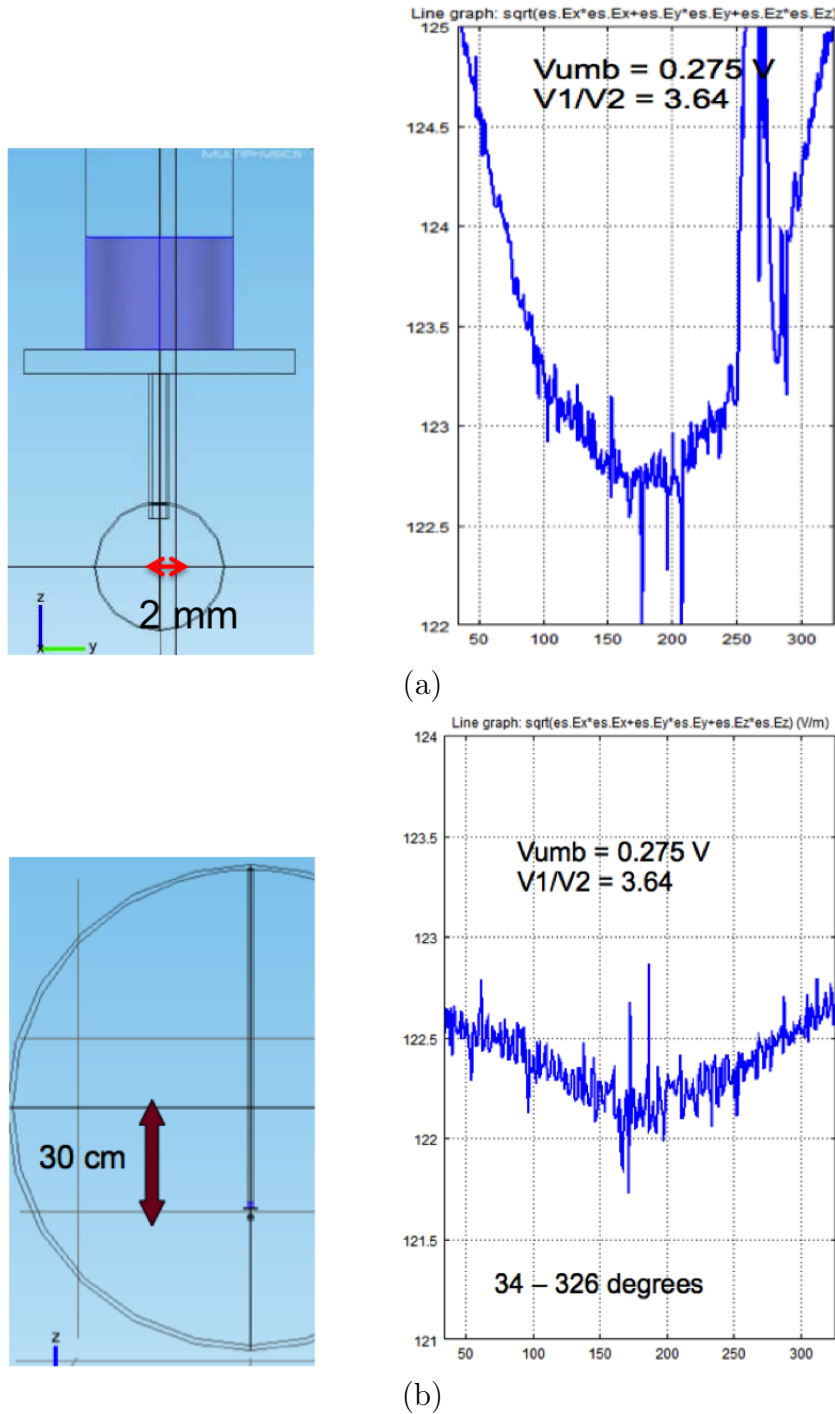 Line graph: sqrt(es.Ex*es.Ex+es.Ey*es.Ey+es.Ez*es.Ez)
MULTIPHYSICS
2 mm
z
x
y
125
124.5
124
123.5
123
122.5
122
Vumb = 0.275 V
V1/V2 = 3.64
50 100 150 200 250 300
(a)
Line graph: sqrt(es.Ex*es.Ex+es.Ey*es.Ey+es.Ez*es.Ez) (V/m)
30 cm
z
124
123.5
123
122.5
122
121.5
121
Vumb = 0.275 V
V1/V2 = 3.64
34 – 326 degrees
50 100 150 200 250 300
(b)